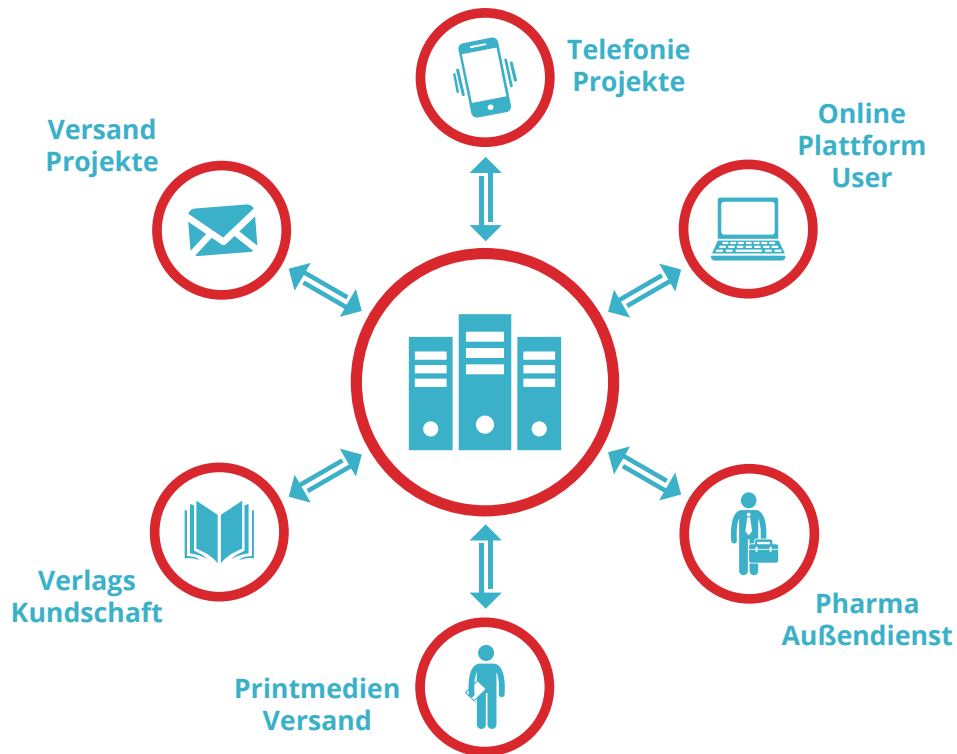 Telefonie
Projekte
Online
Plattform
User
Versand
Projekte
Verlags
Kundschaft
Pharma
Außendienst
Printmedien
Versand